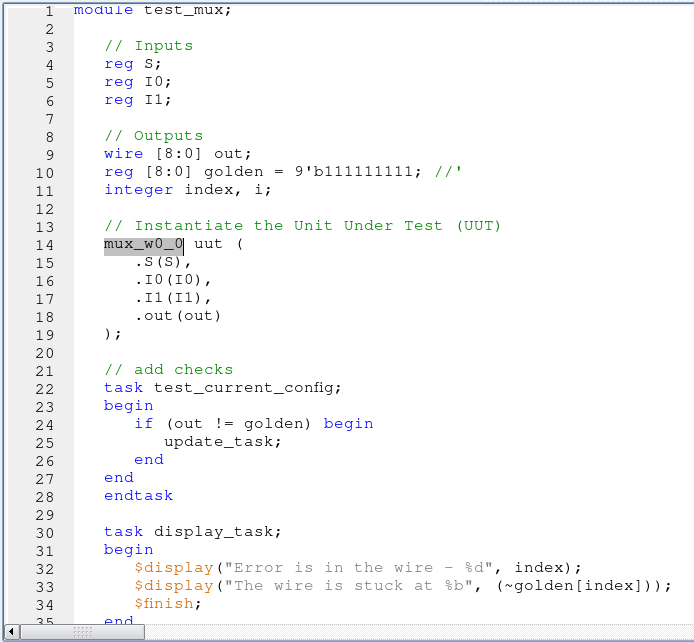 1 module test_mux;
2
3 // Inputs
4 reg S;
5 reg I0;
6 reg I1;
7
8 // Outputs
9 wire [8:0] out;
10 reg [8:0] golden = 9'b111111111; //'
11 integer index, i;
12
13 // Instantiate the Unit Under Test (UUT)
14 mux_w0_0 uut (
15 .S(S),
16 .I0(I0),
17 .I1(I1),
18 .out(out)
19 );
20
21 // add checks
22 task test_current_config;
23 begin
24 if (out != golden) begin
25 update_task;
26 end
27 end
28 endtask
29
30 task display_task;
31 begin
32 $display("Error is in the wire - %d", index);
33 $display("The wire is stuck at %b", (~golden[index]));
34 $finish;
35 end